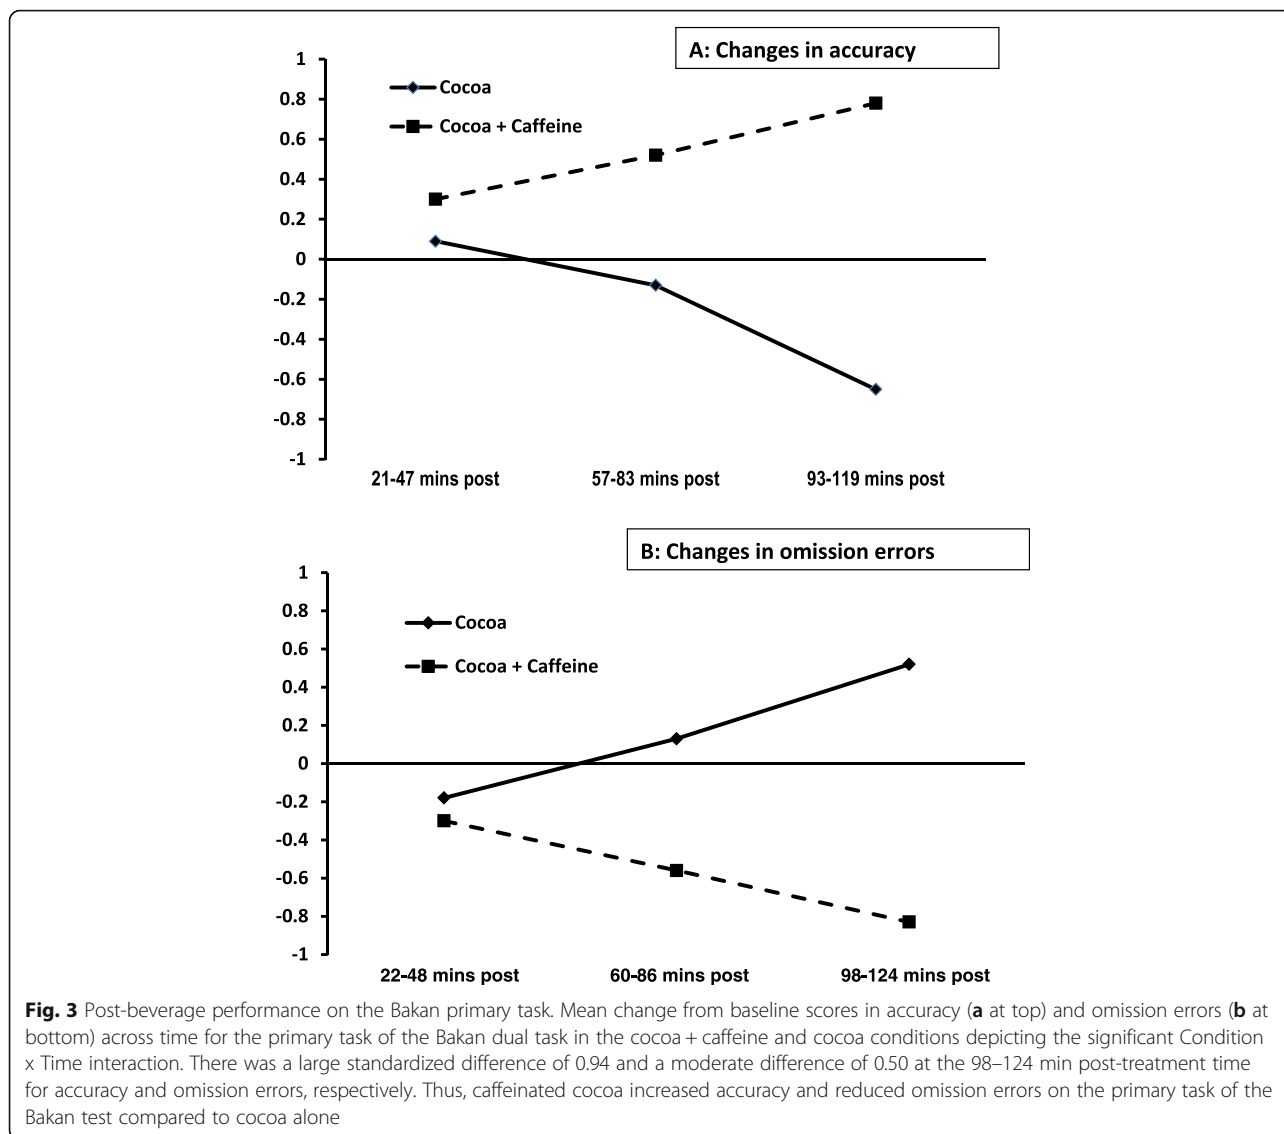 A: Changes in accuracy
1
0.8
0.6
0.4
0.2
0
-0.2
-0.4
-0.6
-0.8
-1
Cocoa
Cocoa + Caffeine
21-47 mins post 57-83 mins post 93-119 mins post
B: Changes in omission errors
1
0.8
0.6
0.4
0.2
0
-0.2
-0.4
-0.6
-0.8
-1
Cocoa
Cocoa + Caffeine
22-48 mins post 60-86 mins post 98-124 mins post
Fig. 3 Post-beverage performance on the Bakan primary task. Mean change from baseline scores in accuracy (a at top) and omission errors (b at
bottom) across time for the primary task of the Bakan dual task in the cocoa + caffeine and cocoa conditions depicting the significant Condition
x Time interaction. There was a large standardized difference of 0.94 and a moderate difference of 0.50 at the 98–124 min post-treatment time
for accuracy and omission errors, respectively. Thus, caffeinated cocoa increased accuracy and reduced omission errors on the primary task of the
Bakan test compared to cocoa alone